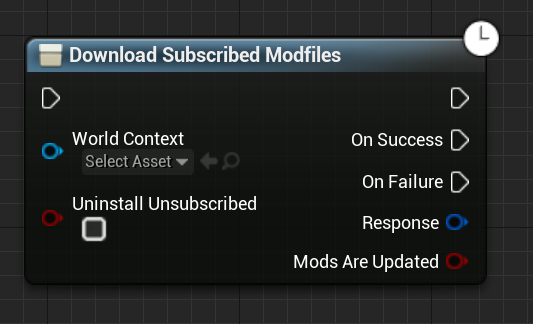 Download Subscribed Modfiles
World Context
Select Asset
Uninstall Unsubscribed
On Success
On Failure
Response
Mods Are Updated